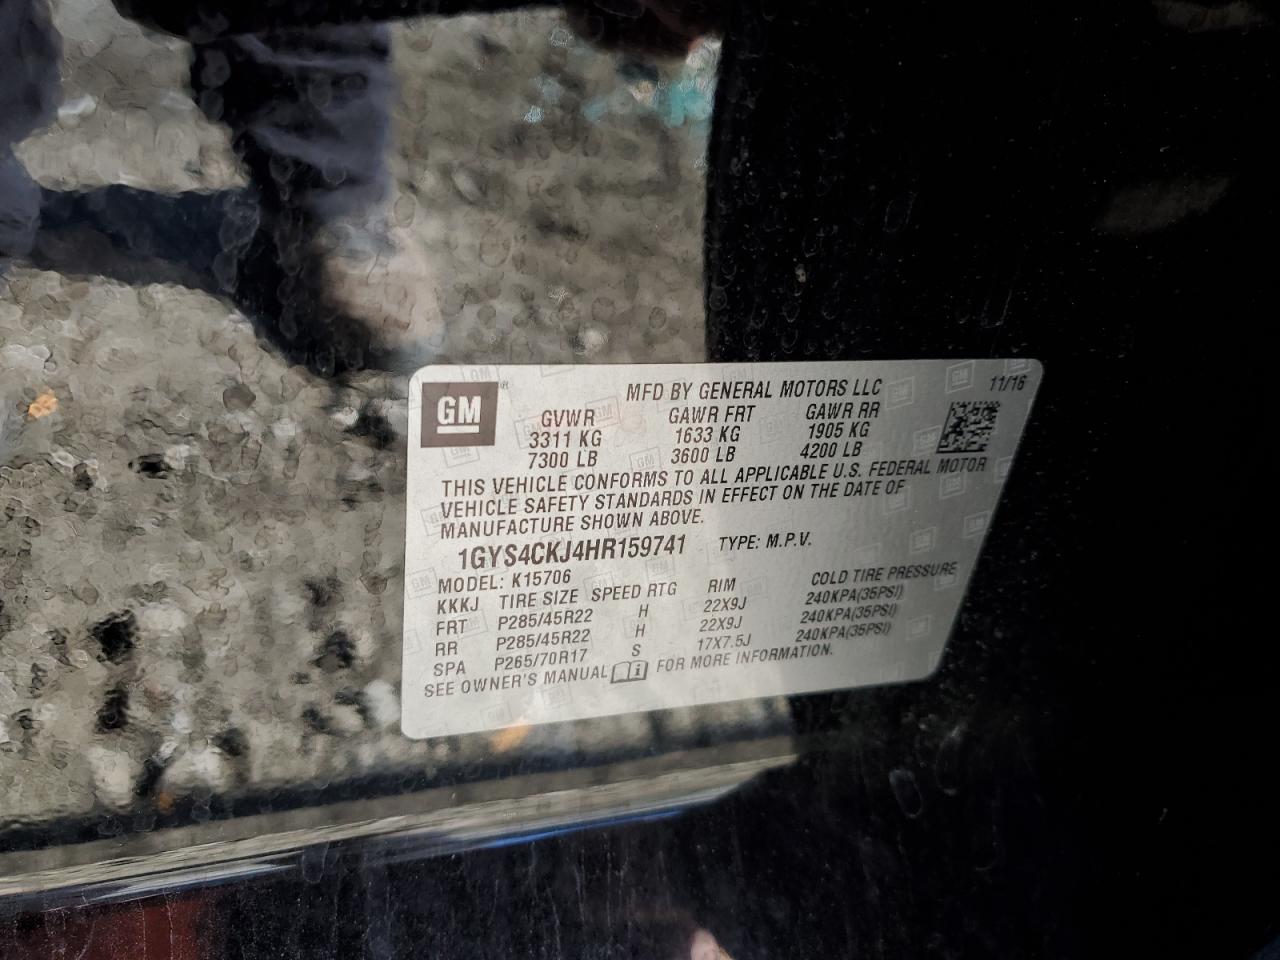 GM ® MFD BY GENERAL MOTORS LLC 11/16
GVWR GAWR FRT GAWR RR
3311 KG 1633 KG 1905 KG
7300 LB 3600 LB 4200 LB
THIS VEHICLE CONFORMS TO ALL APPLICABLE U.S. FEDERAL MOTOR
VEHICLE SAFETY STANDARDS IN EFFECT ON THE DATE OF
MANUFACTURE SHOWN ABOVE.
1GYS4CKJ4HR159741 TYPE: M.P.V.
MODEL: K15706
KKKJ TIRE SIZE SPEED RTG RIM COLD TIRE PRESSURE
FRT P285/45R22 H 22X9J 240KPA(35PSI)
RR P285/45R22 H 22X9J 240KPA(35PSI)
SPA P265/70R17 S 17X7.5J 240KPA(35PSI)
SEE OWNER'S MANUAL FOR MORE INFORMATION.